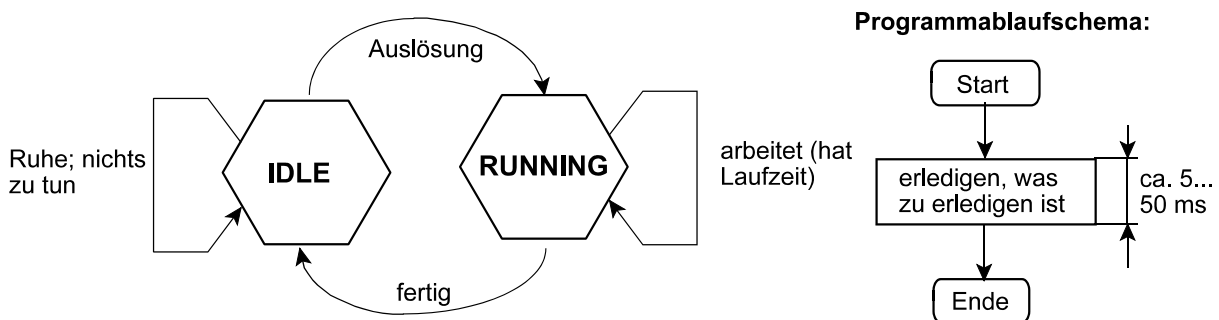 Programmablaufschema:
Auslösung
Start
Ruhe; nichts
zu tun
IDLE
RUNNING
arbeitet (hat
Laufzeit)
erledigen, was
zu erledigen ist
ca. 5...
50 ms
fertig
Ende